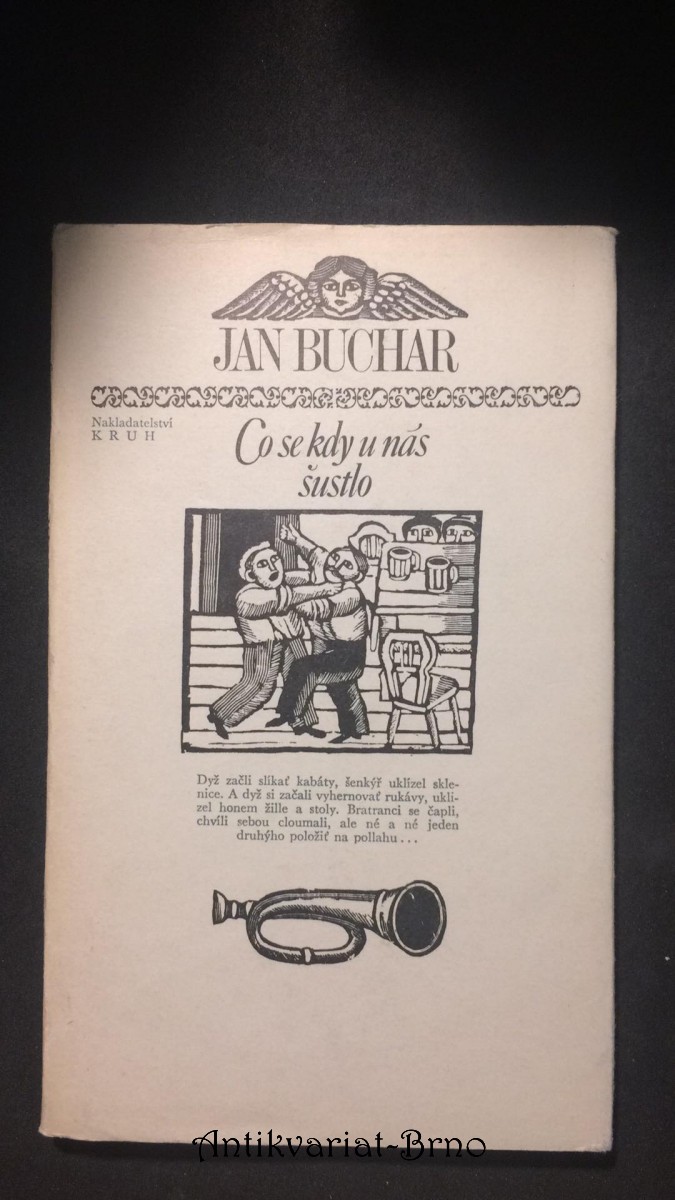 JAN BUCHAR
Nakladatelství
KRUH
Co se kdy u nás
šustlo
Dyž začli slíkať kabáty, šenkýř uklízel skle-
nice. A dyž si začali vyhernovať rukávy, uklí-
zel honem žille a stoly. Bratranci se čapli,
chvíli sebou cloumali, ale né a né jeden
druhýho položiť na pollahu...
Antikvariat-Brno